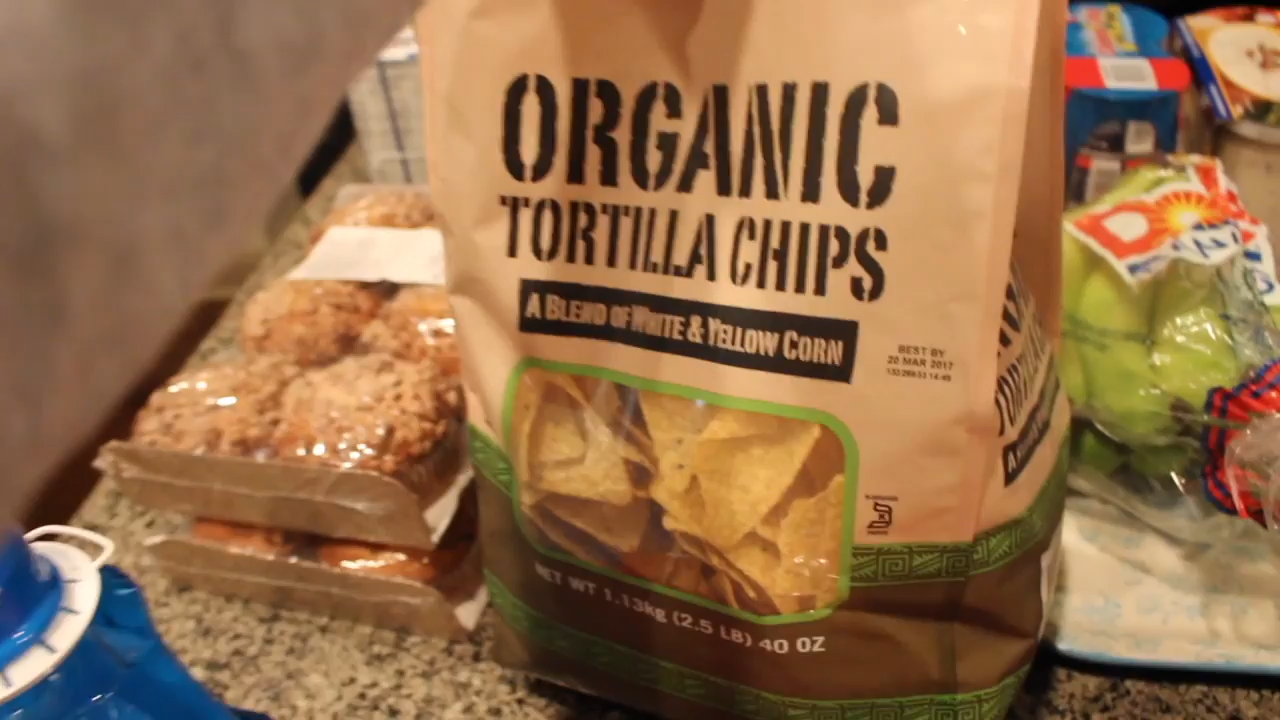 ORGANIC
TORTILLA CHIPS
A BLEND OF WHITE & YELLOW CORN
BEST BY
20 MAR 2017
NET WT 1.13kg (2.5 LB) 40 OZ